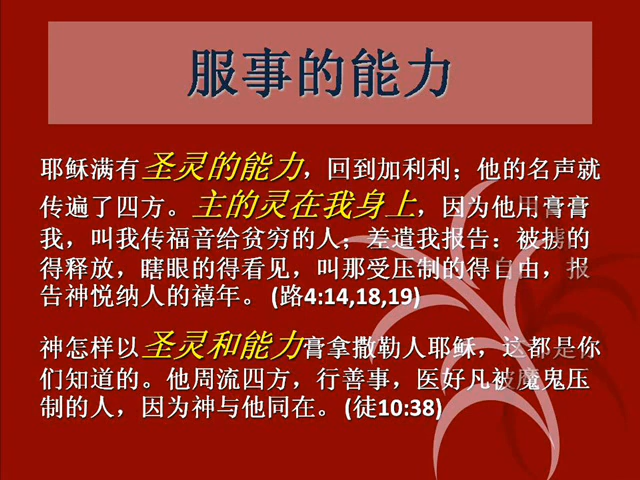 服事的能力
耶稣满有圣灵的能力，回到加利利；他的名声就
传遍了四方。主的灵在我身上，因为他用膏膏
我，叫我传福音给贫穷的人；差遣我报告：被掳的
得释放，瞎眼的得看见，叫那受压制的得自由，报
告神悦纳人的禧年。 (路4:14,18,19)
神怎样以圣灵和能力膏拿撒勒人耶稣，这都是你
们知道的。他周流四方，行善事，医好凡被魔鬼压
制的人，因为神与他同在。 (徒10:38)